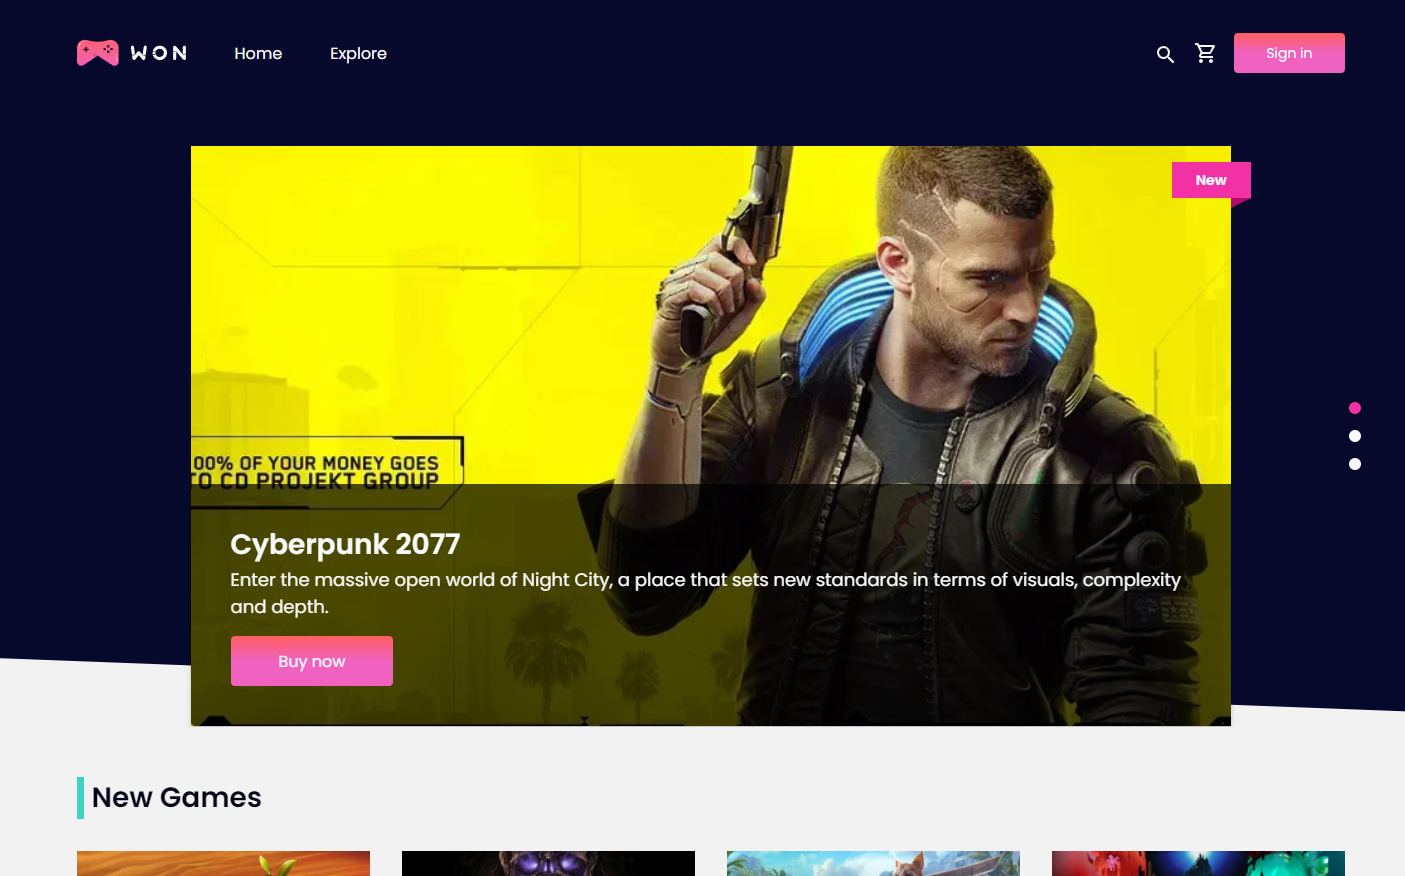 WON
Home
Explore
Sign in
New
00% OF YOUR MONEY GOES
TO CD PROJEKT GROUP
Cyberpunk 2077
Enter the massive open world of Night City, a place that sets new standards in terms of visuals, complexity
and depth.
Buy now
New Games